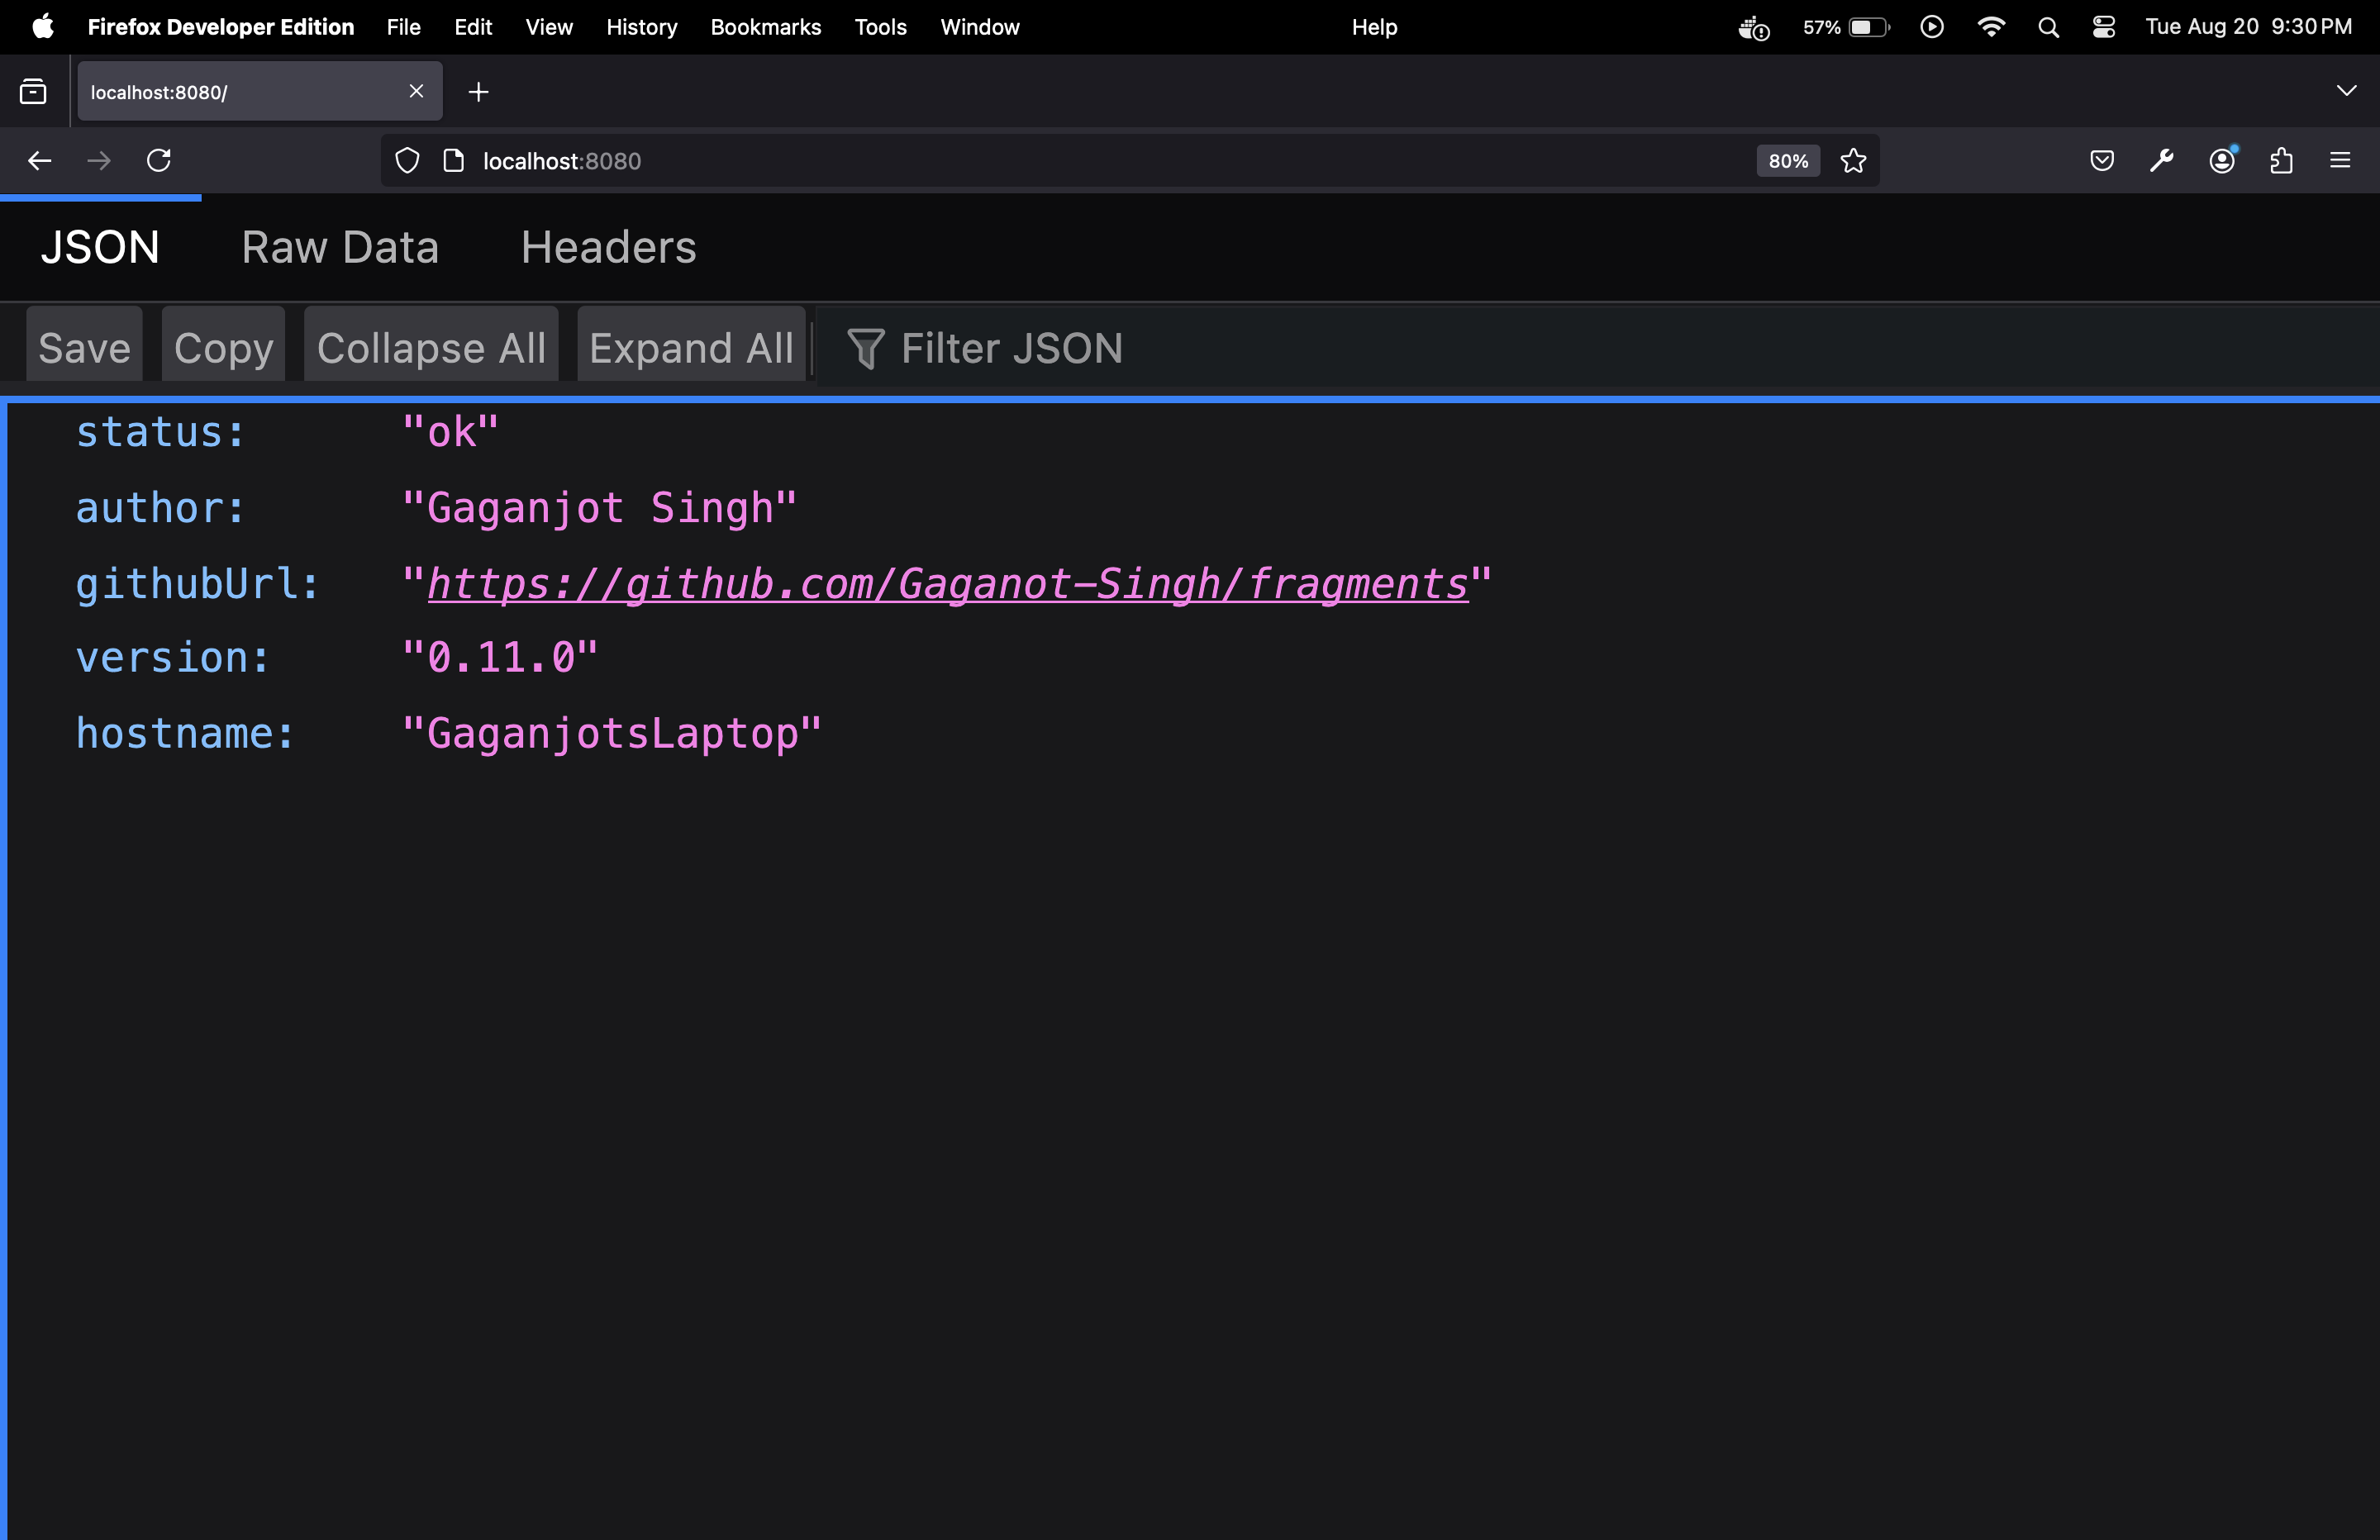 Firefox Developer Edition File Edit View History Bookmarks Tools Window Help 57% Tue Aug 20 9:30 PM
localhost:8080/
localhost:8080 80%
JSON Raw Data Headers
Save Copy Collapse All Expand All Filter JSON
status: "ok"
author: "Gaganjot Singh"
githubUrl: "https://github.com/Gaganot-Singh/fragments"
version: "0.11.0"
hostname: "GaganjotsLaptop"